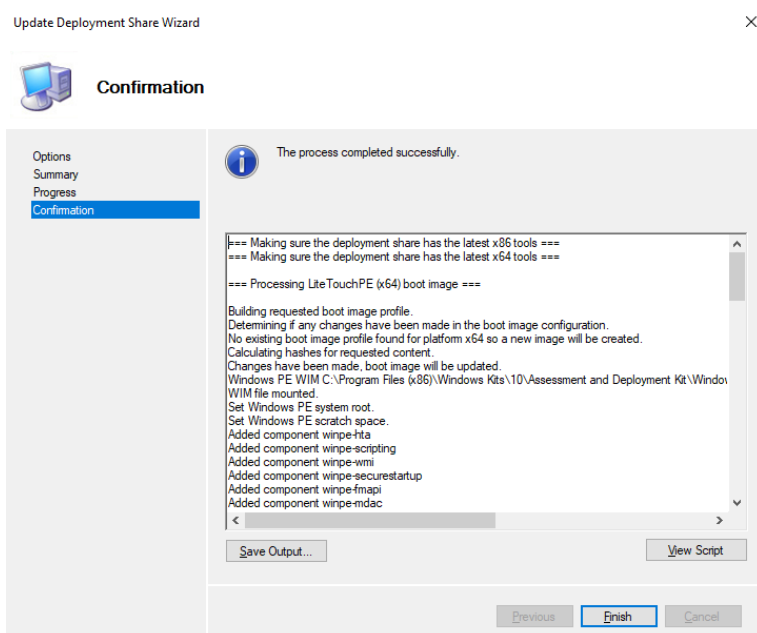 Update Deployment Share Wizard
Confirmation
Options
Summary
Progress
Confirmation
The process completed successfully.
=== Making sure the deployment share has the latest x86 tools ===
=== Making sure the deployment share has the latest x64 tools ===
=== Processing LiteTouchPE (x64) boot image ===
Building requested boot image profile.
Determining if any changes have been made in the boot image configuration.
No existing boot image profile found for platform x64 so a new image will be created.
Calculating hashes for requested content.
Changes have been made, boot image will be updated.
Windows PE WIM C:\Program Files (x86)\Windows Kits\10\Assessment and Deployment Kit\Window
WIM file mounted.
Set Windows PE system root.
Set Windows PE scratch space.
Added component winpe-hta
Added component winpe-scripting
Added component winpe-wmi
Added component winpe-securestartup
Added component winpe-fmapi
Added component winpe-mdac
Save Output...
View Script
Previous
Finish
Cancel